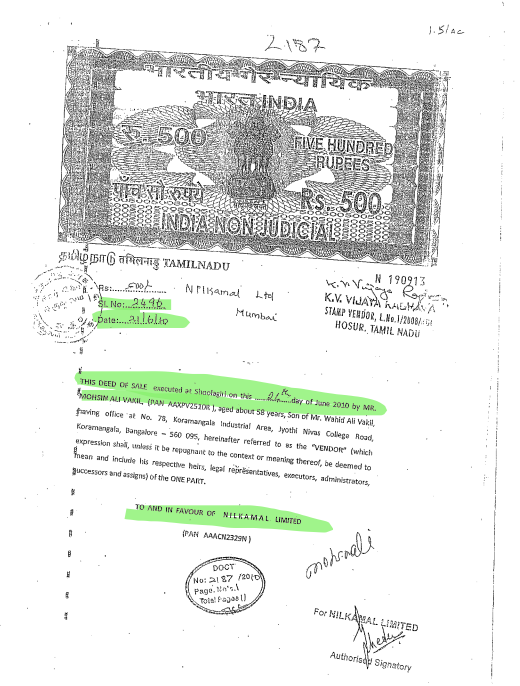 1.5/ac
2187
भारतीय गैर न्यायिक
भारत INDIA
रु. 500
FIVE HUNDRED
RUPEES
पाँच सौ रुपये
Rs. 500
INDIA NON JUDICIAL
தமிழ்நாடு तमिलनाडु TAMILNADU
N 190913
Rs:......500/-
Nilkamal Ltd
SL No:....2496
Mumbai
Date:....21/6/10
K.V. VIJAYA RAGHAVA
STAMP VENDOR, L.No.1/2008/
HOSUR, TAMIL NADU
THIS DEED OF SALE executed at Shoolagiri on this ........day of June 2010 by MR.
MOHSIN ALI VAKIL, (PAN AAXPV2510R ), aged about 58 years, Son of Mr. Wahid Ali Vakil,
having office at No. 78, Koramangala Industrial Area, Jyothi Nivas College Road,
Koramangala, Bangalore – 560 095, hereinafter referred to as the "VENDOR" (which
expression shall, unless it be repugnant to the context or meaning thereof, be deemed to
mean and include his respective heirs, legal representatives, executors, administrators,
successors and assigns) of the ONE PART.
TO AND IN FAVOUR OF NILKAMAL LIMITED
(PAN AAACN2329N )
DOCT
No: 2187 /2010
Page. No's.1
Total Pages 11
For NILKAMAL LIMITED
Authorised Signatory